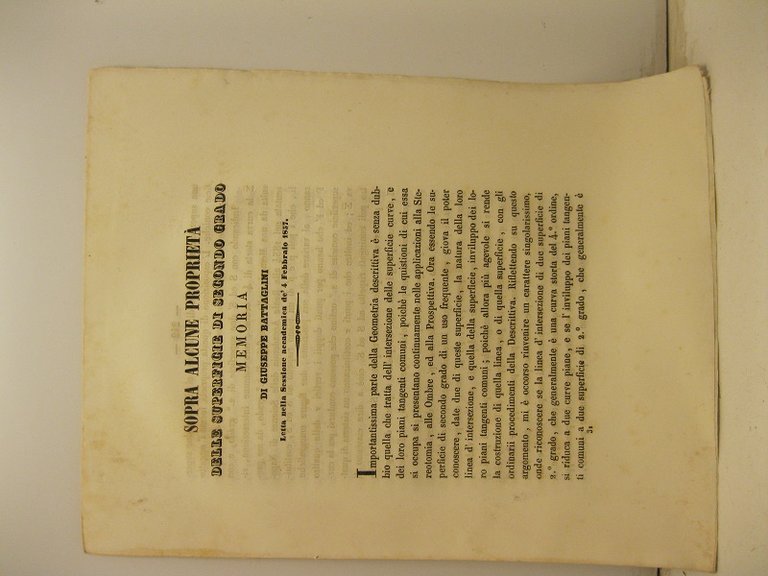 SOPRA ALCUNE PROPRIETÀ
DELLE SUPERFICIE DI SECONDO GRADO
MEMORIA
DI GIUSEPPE BATTAGLINI
Letta nella Sessione accademica de' 4 Febbraio 1857.
Importantissima parte della Geometria descrittiva è senza dub-
bio quella che tratta dell' intersezione delle superficie curve, e
dei loro piani tangenti comuni, poichè le quistioni di cui essa
si occupa si presentano continuamente nelle applicazioni alla Ste-
reotomia, alle Ombre, ed alla Prospettiva. Ora essendo le su-
perficie di secondo grado di un uso frequente, giova il poter
conoscere, date due di queste superficie, la natura della loro
linea d' intersezione, e quella della superficie, inviluppo dei lo-
ro piani tangenti comuni; poichè allora più agevole si rende
la costruzione di quella linea, o di quella superficie, con gli
ordinarii procedimenti della Descrittiva. Riflettendo su questo
argomento, mi è occorso rinvenire un carattere singolarissimo,
onde riconoscere se la linea d' intersezione di due superficie di
2.° grado, che generalmente è una curva storta del 4.° ordine,
si riduca a due curve piane, e se l' inviluppo dei piani tangen-
ti comuni a due superficie di 2.° grado, che generalmente è